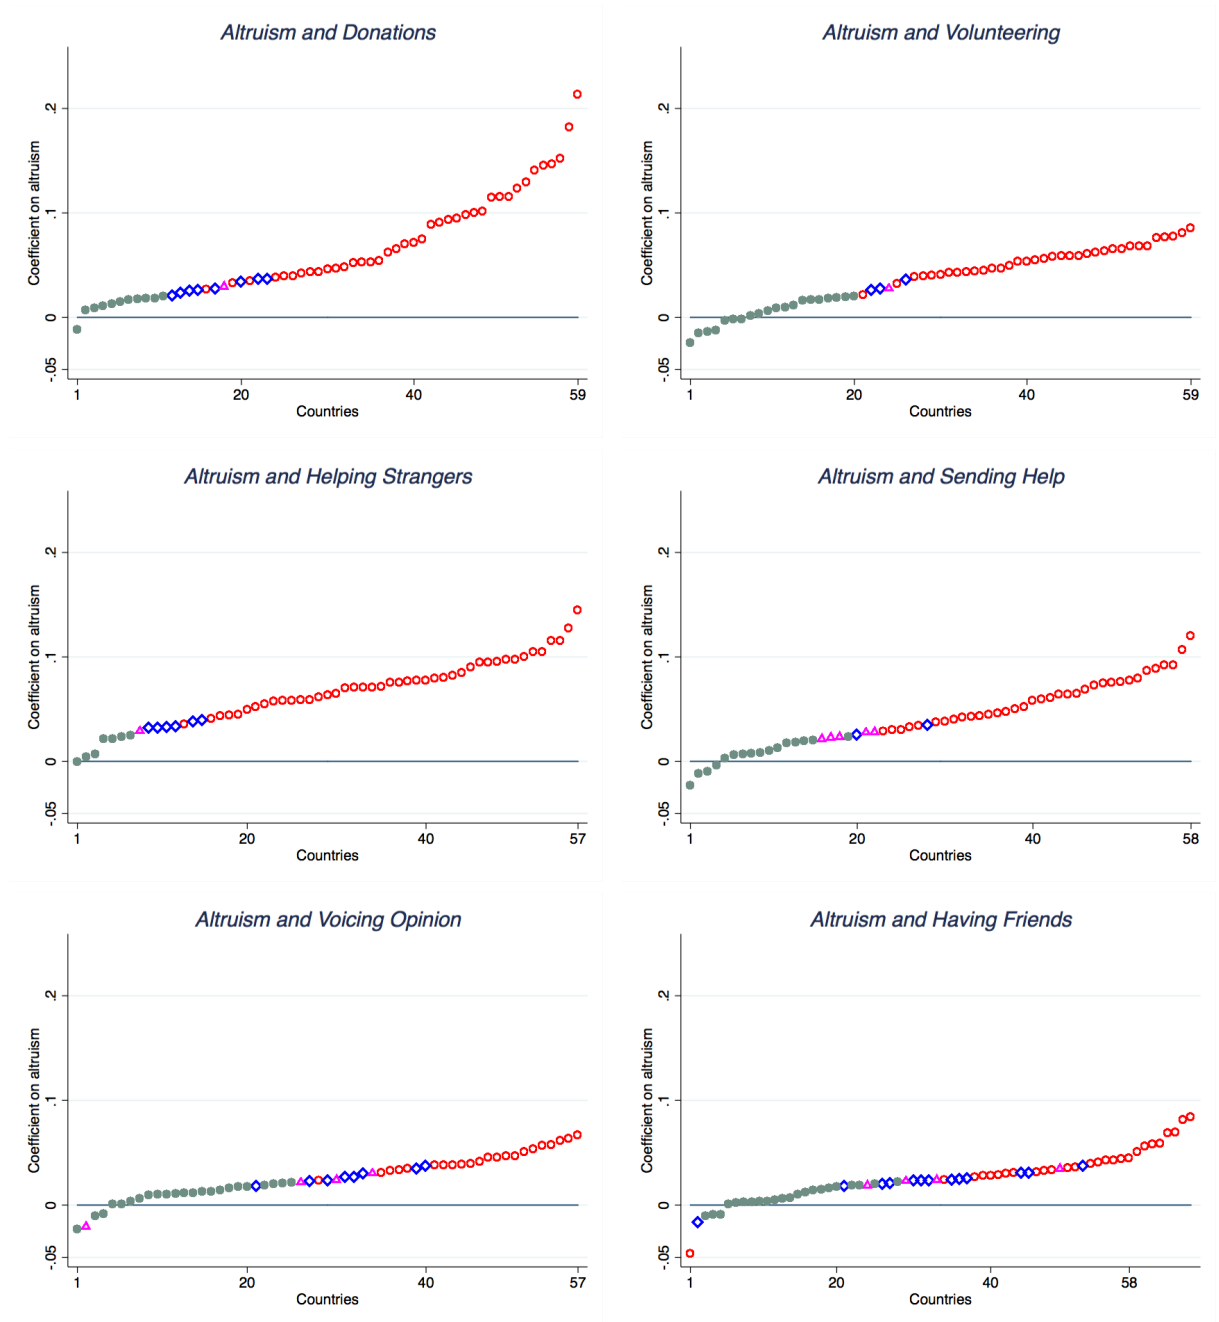 Altruism and Donations
Coefficient on altruism
.2
.1
0
-.05
1
20
40
59
Countries
Altruism and Volunteering
Coefficient on altruism
.2
.1
0
-.05
1
20
40
59
Countries
Altruism and Helping Strangers
Coefficient on altruism
.2
.1
0
-.05
1
20
40
57
Countries
Altruism and Sending Help
Coefficient on altruism
.2
.1
0
-.05
1
20
40
58
Countries
Altruism and Voicing Opinion
Coefficient on altruism
.2
.1
0
-.05
1
20
40
57
Countries
Altruism and Having Friends
Coefficient on altruism
.2
.1
0
-.05
1
20
40
58
Countries